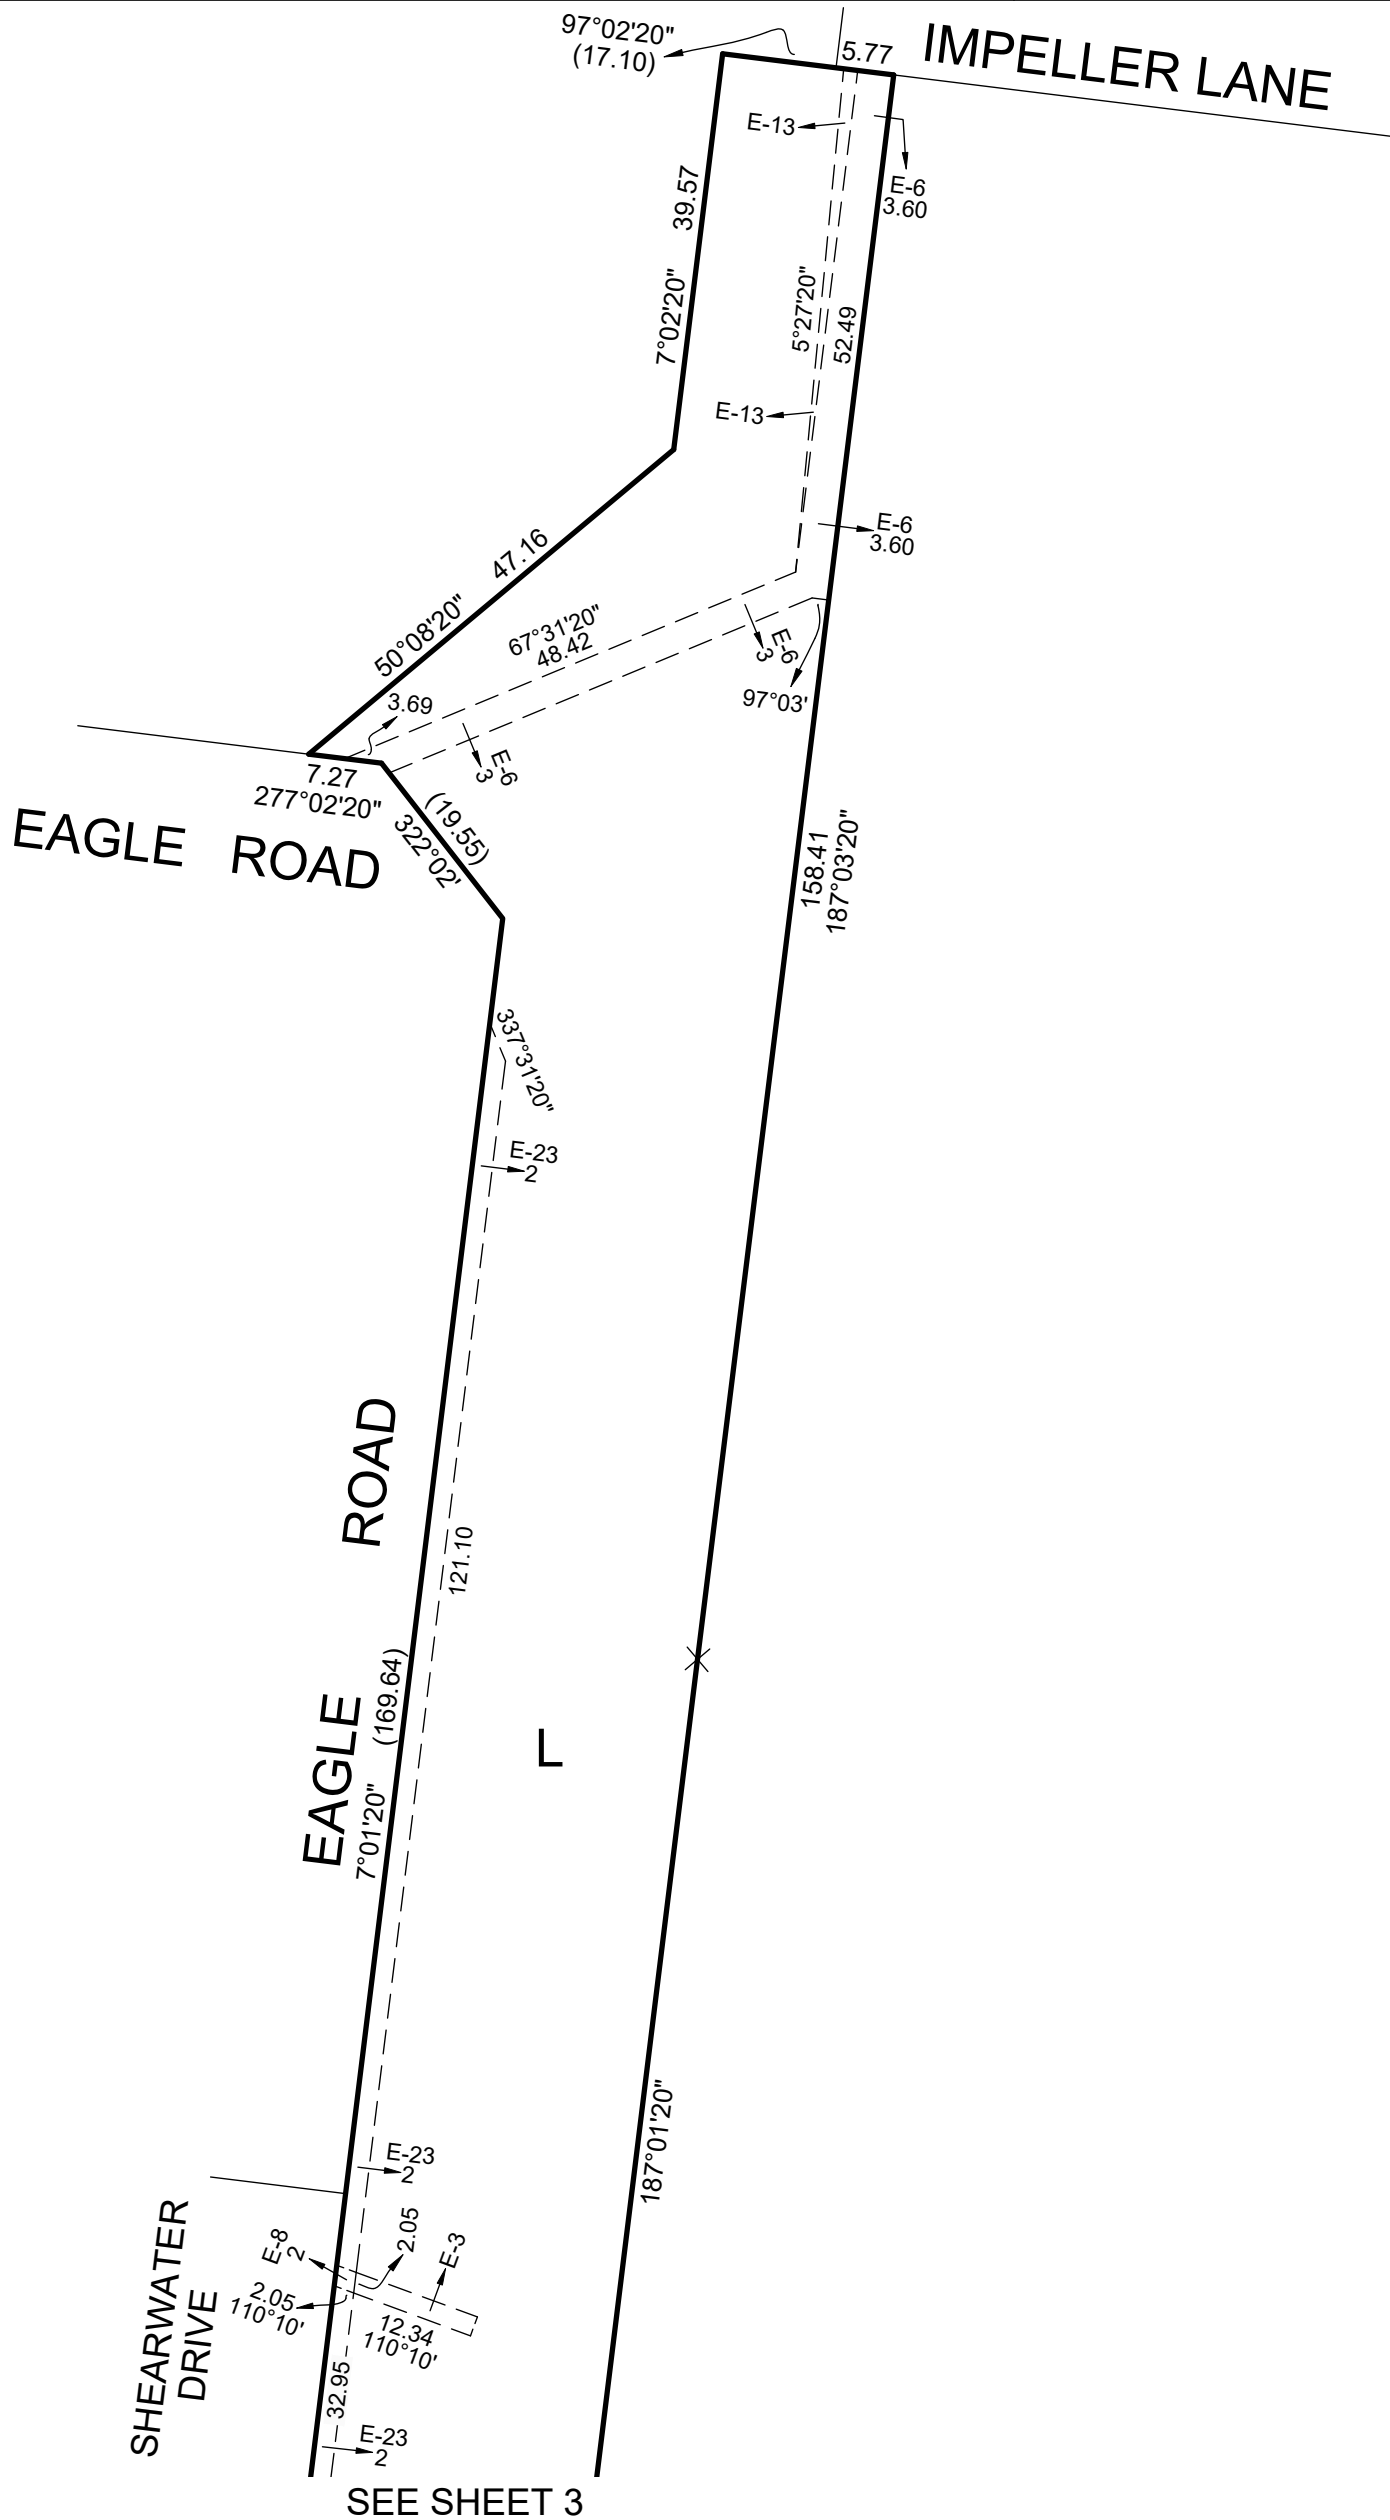 97°02'20"
(17.10)
5.77
IMPELLER LANE
E-13
E-6
3.60
39.57
7°02'20"
5°27'20"
52.49
E-13
E-6
3.60
47.16
50°08'20"
67°31'20"
48.42
E-6
3
97°03'
3.69
E-6
3
7.27
277°02'20"
(19.55)
322°02'
EAGLE ROAD
158.41
187°03'20"
337°31'20"
E-23
2
EAGLE ROAD
121.10
(169.64)
7°01'20"
L
187°01'20"
E-23
2
SHEARWATER
DRIVE
E-8
2
2.05
E-3
2.05
110°10'
12.34
110°10'
32.95
E-23
2
SEE SHEET 3